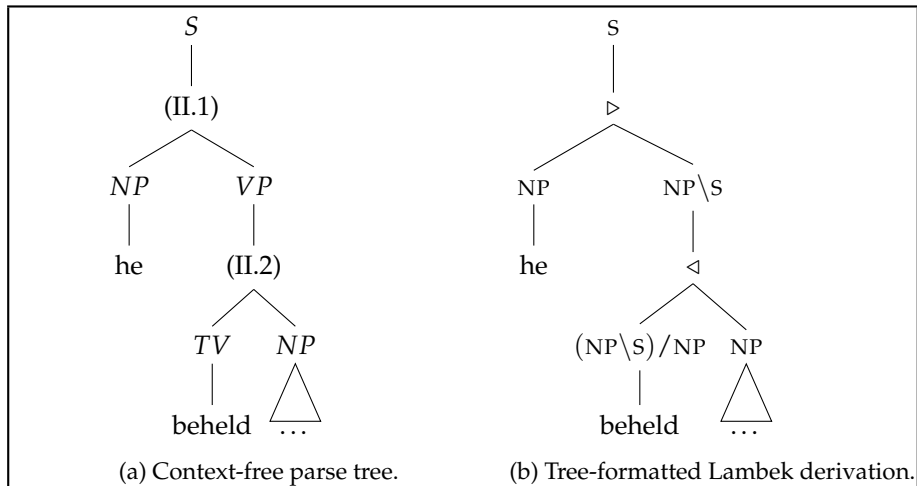 S S
(II.1) ▷
NP VP NP NP\S
he (II.2) he ◁
TV NP (NP\S)/NP NP
beheld ... beheld ...
(a) Context-free parse tree. (b) Tree-formatted Lambek derivation.